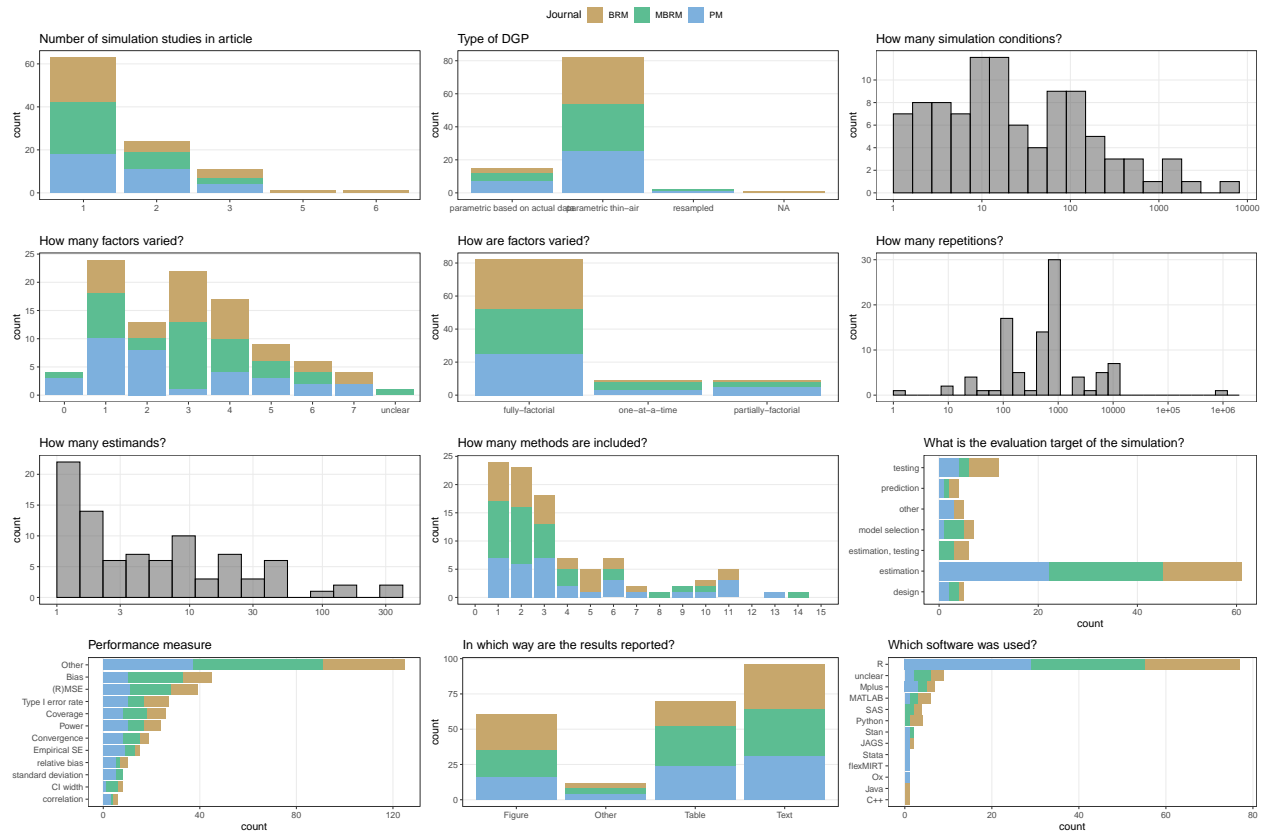 Journal BRM MBRM PM
Number of simulation studies in article
count
60
40
20
0
1 2 3 5 6
Type of DGP
count
80
60
40
20
0
parametric based on actual data parametric thin−air resampled NA
How many simulation conditions?
count
10
8
6
4
2
0
1 10 100 1000 10000
How many factors varied?
count
25
20
15
10
5
0
0 1 2 3 4 5 6 7 unclear
How are factors varied?
count
80
60
40
20
0
fully−factorial one−at−a−time partially−factorial
How many repetitions?
count
30
20
10
0
1 10 100 1000 10000 1e+05 1e+06
How many estimands?
count
20
15
10
5
0
1 3 10 30 100 300
How many methods are included?
count
25
20
15
10
5
0
0 1 2 3 4 5 6 7 8 9 10 11 12 13 14 15
What is the evaluation target of the simulation?
testing
prediction
other
model selection
estimation, testing
estimation
design
0 20 40 60
count
Performance measure
Other
Bias
(R)MSE
Type I error rate
Coverage
Power
Convergence
Empirical SE
relative bias
standard deviation
CI width
correlation
0 40 80 120
count
In which way are the results reported?
count
100
75
50
25
0
Figure Other Table Text
Which software was used?
R
unclear
Mplus
MATLAB
SAS
Python
Stan
JAGS
Stata
flexMIRT
Ox
Java
C++
0 20 40 60 80
count